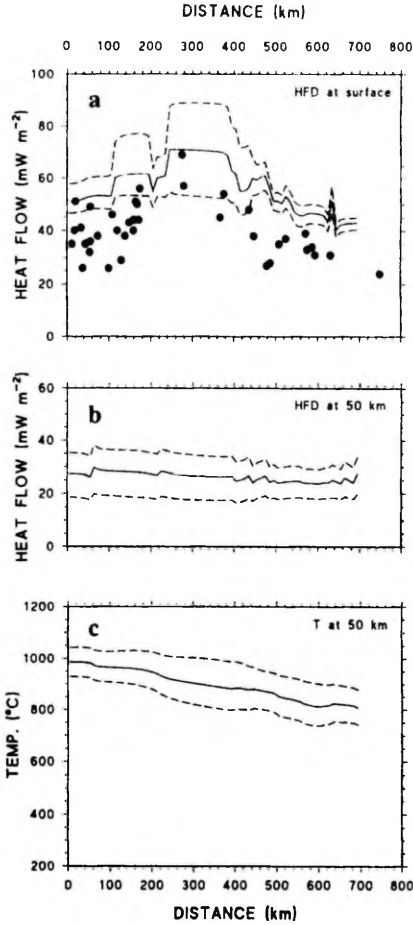 DISTANCE (km)
0 100 200 300 400 500 600 700 800
100
80
60
40
20
0
HEAT FLOW (mW m⁻²)
a
HFD at surface
60
40
20
0
HEAT FLOW (mW m⁻²)
b
HFD at 50 km
1200
1000
800
600
400
200
TEMP. (°C)
c
T at 50 km
0 100 200 300 400 500 600 700 800
DISTANCE (km)